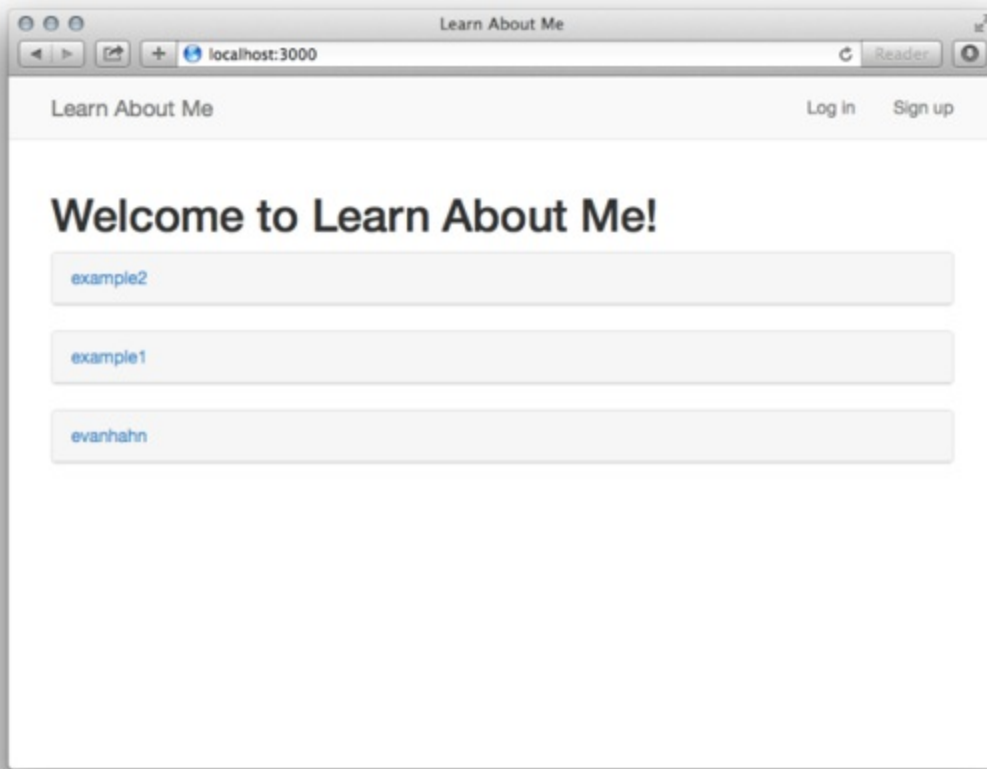 Learn About Me
localhost:3000
Reader
Learn About Me
Log in Sign up
Welcome to Learn About Me!
example2
example1
evanhahn